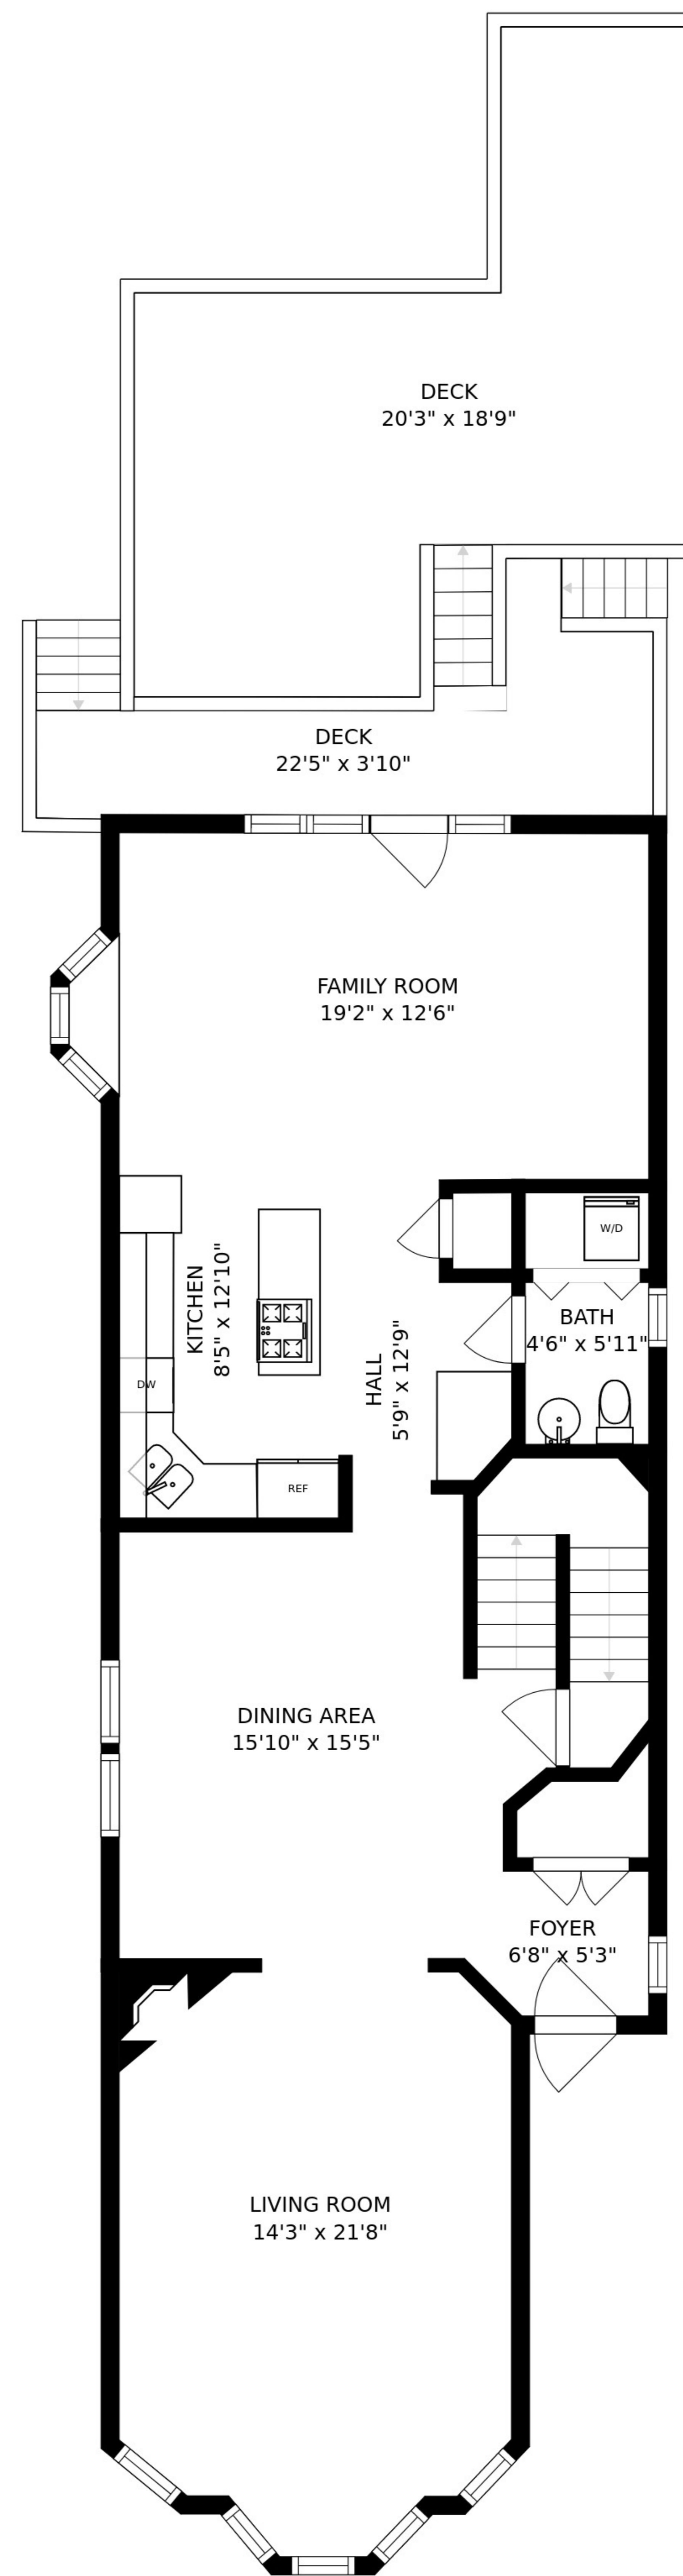 DECK
20'3" x 18'9"
DECK
22'5" x 3'10"
FAMILY ROOM
19'2" x 12'6"
W/D
KITCHEN
8'5" x 12'10"
BATH
4'6" x 5'11"
HALL
5'9" x 12'9"
DW
REF
DINING AREA
15'10" x 15'5"
FOYER
6'8" x 5'3"
LIVING ROOM
14'3" x 21'8"